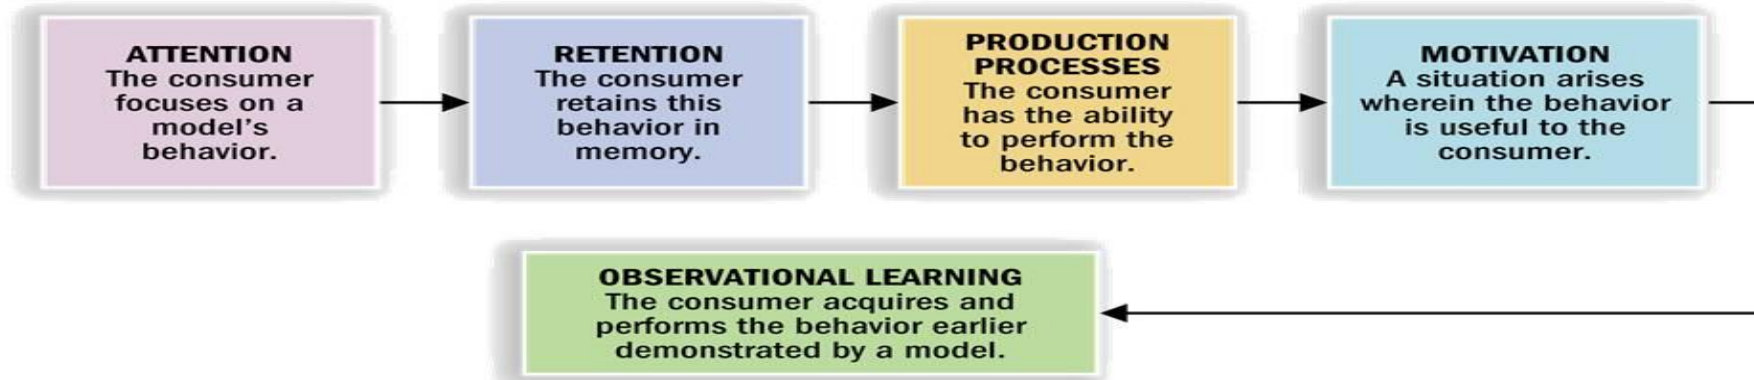 ATTENTION
The consumer
focuses on a
model's
behavior.
RETENTION
The consumer
retains this
behavior in
memory.
PRODUCTION
PROCESSES
The consumer
has the ability
to perform the
behavior.
MOTIVATION
A situation arises
wherein the behavior
is useful to the
consumer.
OBSERVATIONAL LEARNING
The consumer acquires and
performs the behavior earlier
demonstrated by a model.